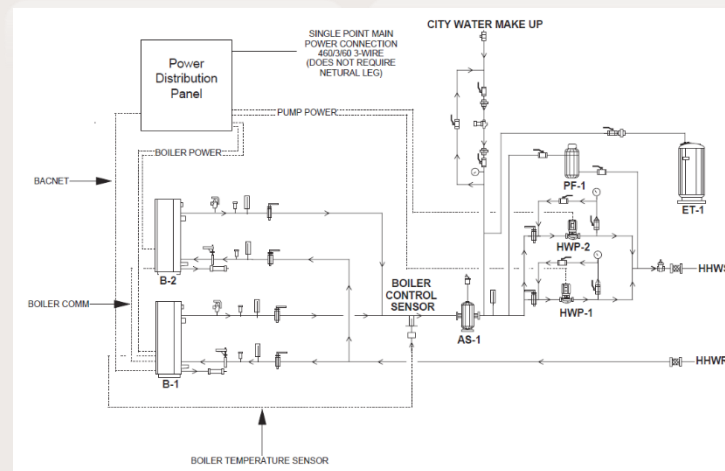 CITY WATER MAKE UP
SINGLE POINT MAIN
POWER CONNECTION
460/3/60 3-WIRE
(DOES NOT REQUIRE
NETURAL LEG)
Power
Distribution
Panel
PUMP POWER
BOILER POWER
BACNET
PF-1
ET-1
HWP-2
B-2
BOILER
CONTROL
SENSOR
HHWS
BOILER COMM
HWP-1
AS-1
HHWR
B-1
BOILER TEMPERATURE SENSOR